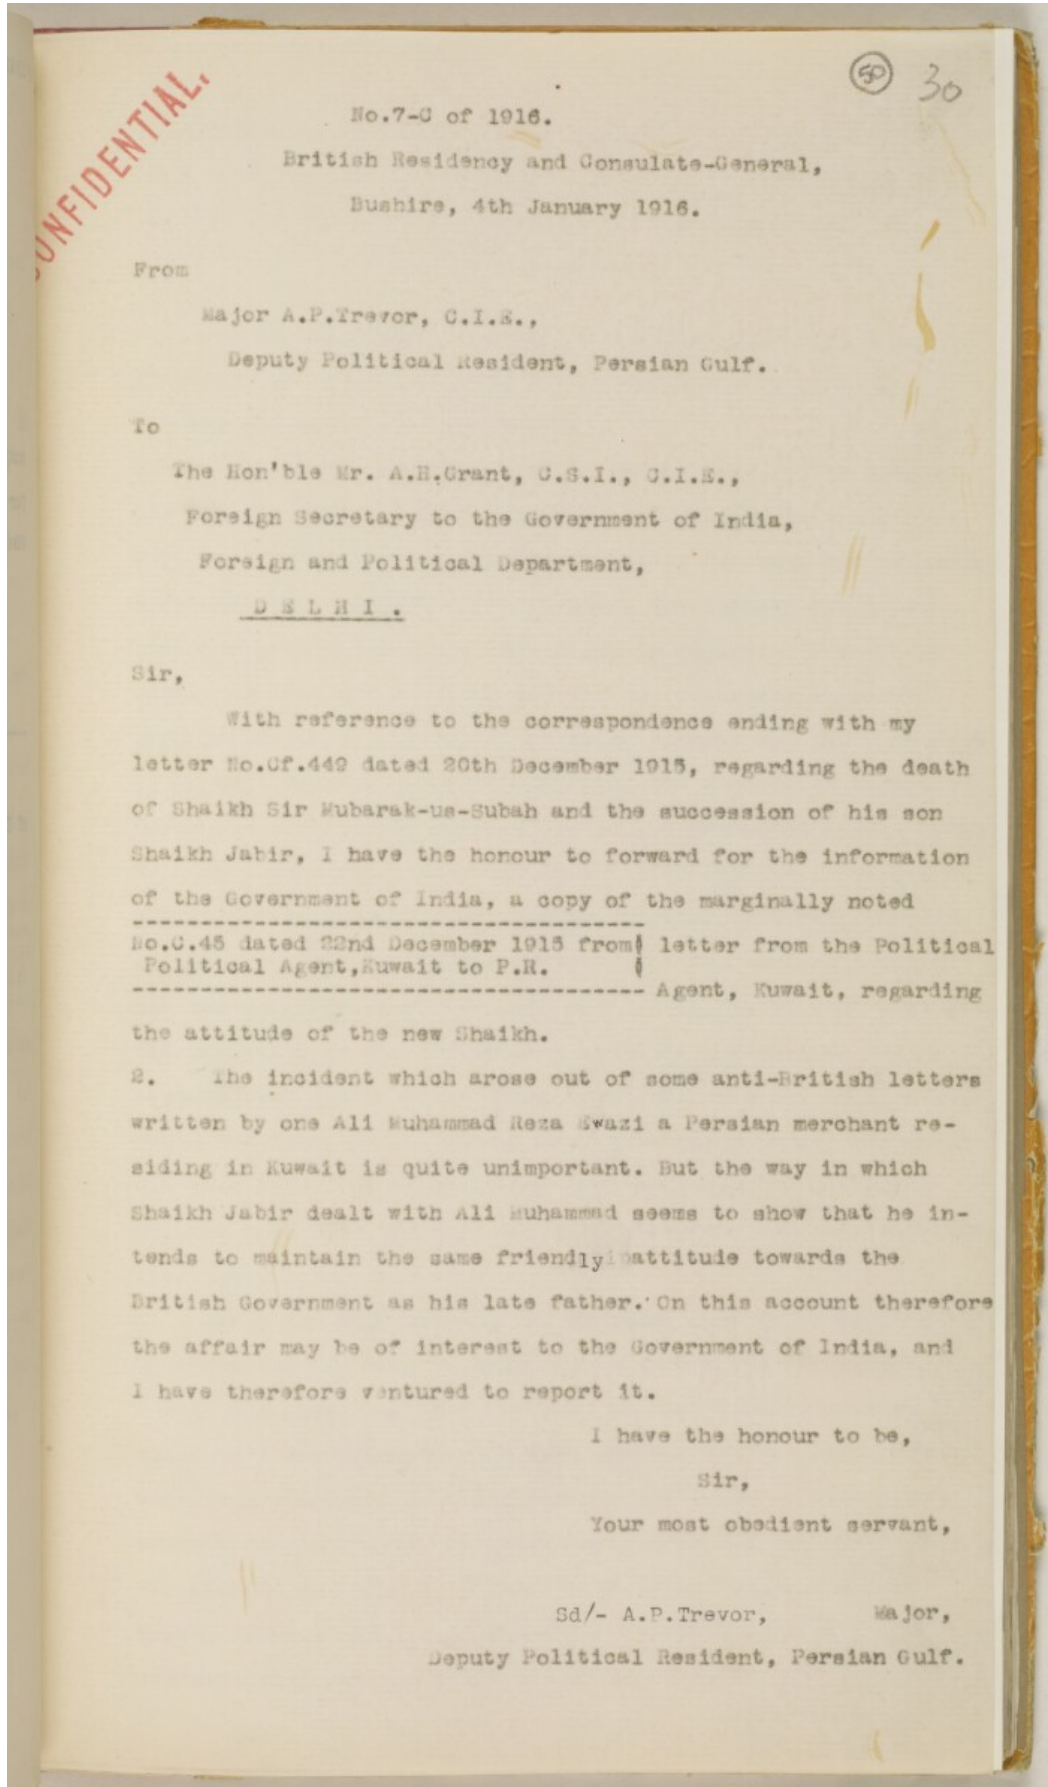 50
30
CONFIDENTIAL.
No.7-C of 1916.
British Residency and Consulate-General,
Bushire, 4th January 1916.
From
Major A.P.Trevor, C.I.E.,
Deputy Political Resident, Persian Gulf.
To
The Hon'ble Mr. A.H.Grant, C.S.I., C.I.E.,
Foreign Secretary to the Government of India,
Foreign and Political Department,
D E L H I .
Sir,
With reference to the correspondence ending with my
letter No.Cf.449 dated 20th December 1915, regarding the death
of Shaikh Sir Mubarak-us-Subah and the succession of his son
Shaikh Jabir, I have the honour to forward for the information
of the Government of India, a copy of the marginally noted
No.C.45 dated 22nd December 1915 from letter from the Political
Political Agent,Kuwait to P.R.
Agent, Kuwait, regarding
the attitude of the new Shaikh.
2. The incident which arose out of some anti-British letters
written by one Ali Muhammad Reza Ewazi a Persian merchant re-
siding in Kuwait is quite unimportant. But the way in which
Shaikh Jabir dealt with Ali Muhammad seems to show that he in-
tends to maintain the same friendly attitude towards the
British Government as his late father. On this account therefore
the affair may be of interest to the Government of India, and
I have therefore ventured to report it.
I have the honour to be,
Sir,
Your most obedient servant,
Sd/- A.P.Trevor, Major,
Deputy Political Resident, Persian Gulf.